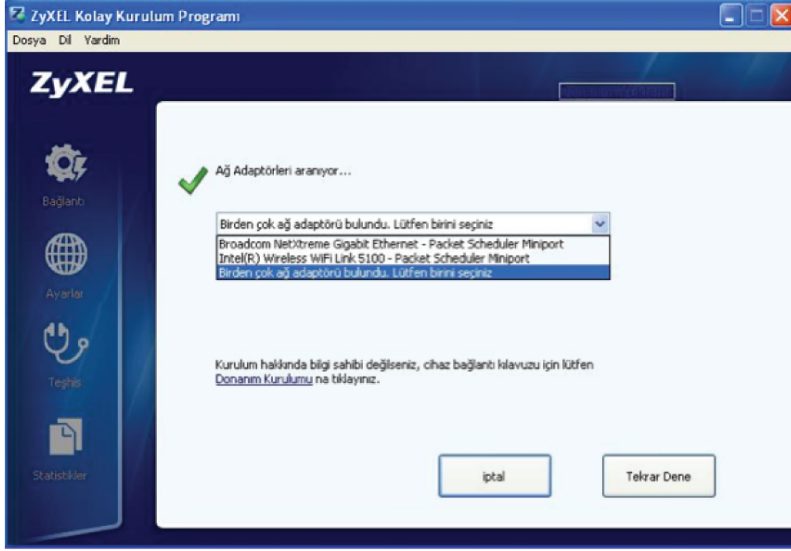 ZyXEL Kolay Kurulum Programı
Dosya Dil Yardim
ZyXEL
Bağlantı
Ayarlar
Teşhis
Statistikler
Ağ Adaptörleri aranıyor...
Birden çok ağ adaptörü bulundu. Lütfen birini seçiniz
Broadcom NetXtreme Gigabit Ethernet - Packet Scheduler Miniport
Intel(R) Wireless WiFi Link 5100 - Packet Scheduler Miniport
Birden çok ağ adaptörü bulundu. Lütfen birini seçiniz
Kurulum hakkında bilgi sahibi değilseniz, cihaz bağlantı kılavuzu için lütfen
Donanım Kurulumu na tıklayınız.
iptal
Tekrar Dene